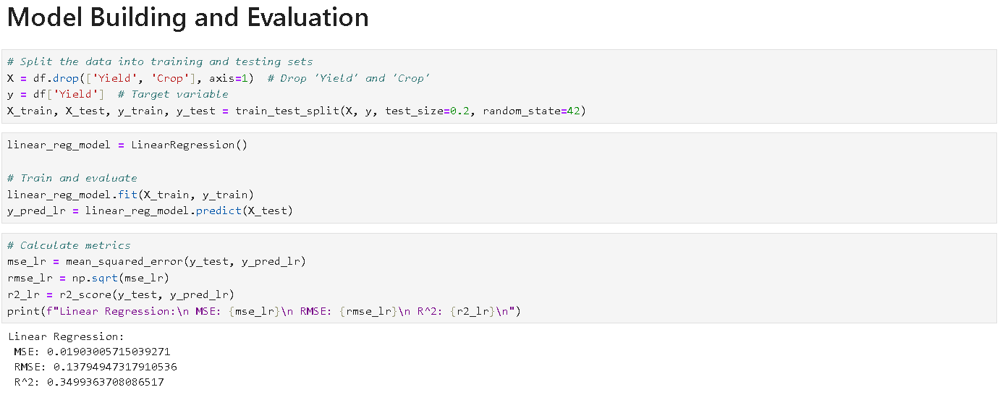 Model Building and Evaluation
# Split the data into training and testing sets
X = df.drop(['Yield', 'Crop'], axis=1)  # Drop 'Yield' and 'Crop'
y = df['Yield']  # Target variable
X_train, X_test, y_train, y_test = train_test_split(X, y, test_size=0.2, random_state=42)
linear_reg_model = LinearRegression()
# Train and evaluate
linear_reg_model.fit(X_train, y_train)
y_pred_lr = linear_reg_model.predict(X_test)
# Calculate metrics
mse_lr = mean_squared_error(y_test, y_pred_lr)
rmse_lr = np.sqrt(mse_lr)
r2_lr = r2_score(y_test, y_pred_lr)
print(f"Linear Regression:\n MSE: {mse_lr}\n RMSE: {rmse_lr}\n R^2: {r2_lr}\n")
Linear Regression:
 MSE: 0.01903005715039271
 RMSE: 0.13794947317910536
 R^2: 0.3499363708086517